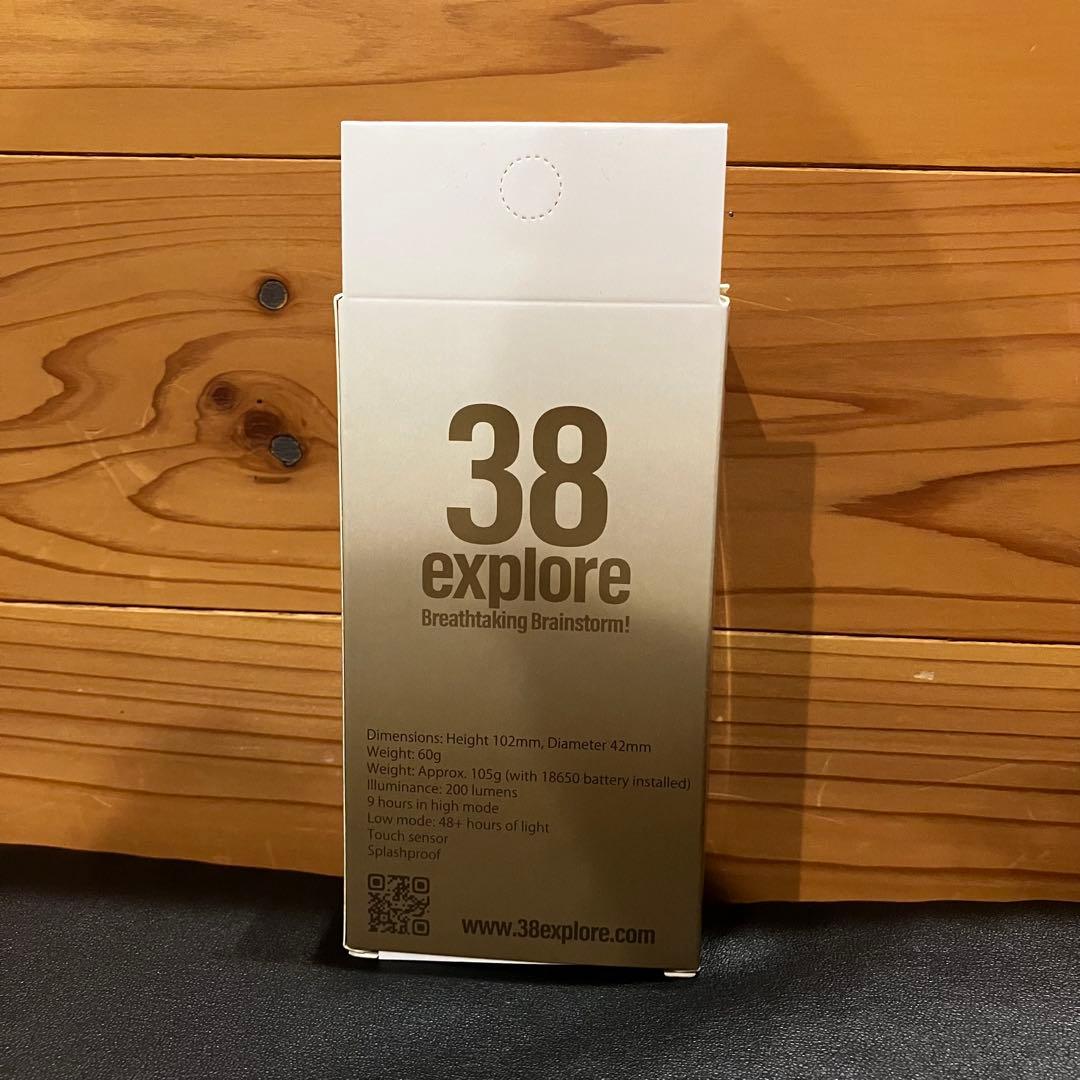 38
explore
Breathtaking Brainstorm!
Dimensions: Height 102mm, Diameter 42mm
Weight: 60g
Weight: Approx. 105g (with 18650 battery installed)
Illuminance: 200 lumens
9 hours in high mode
Low mode: 48+ hours of light
Touch sensor
Splashproof
www.38explore.com